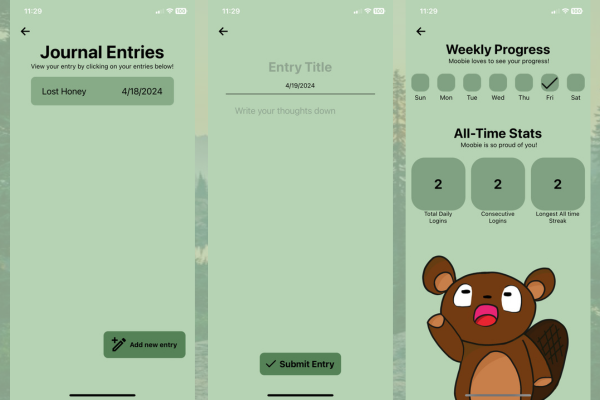 11:29
100
Journal Entries
View your entry by clicking on your entries below!
Lost Honey 4/18/2024
Add new entry
11:29
100
Entry Title
4/19/2024
Write your thoughts down
Submit Entry
11:29
100
Weekly Progress
Moobie loves to see your progress!
Sun Mon Tue Wed Thu Fri Sat
All-Time Stats
Moobie is so proud of you!
2 2 2
Total Daily Logins
Consecutive Logins
Longest All time Streak